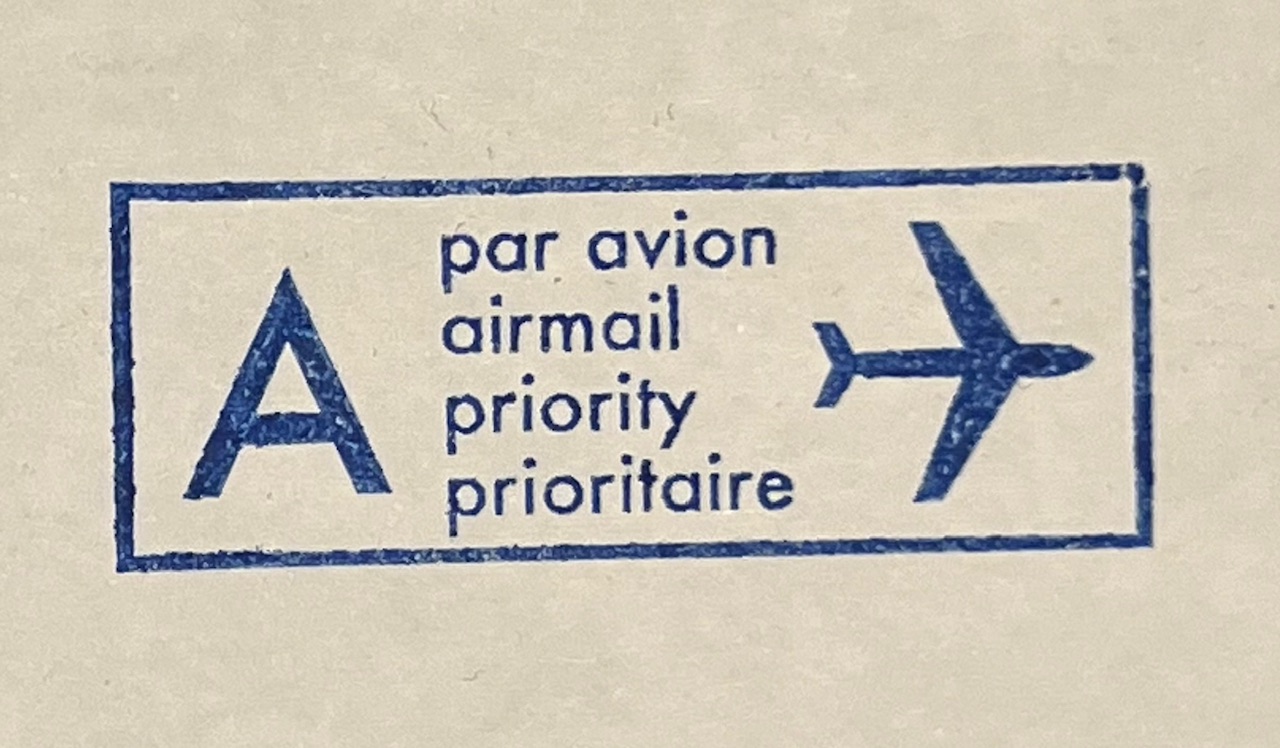 A
par avion
airmail
priority
prioritaire